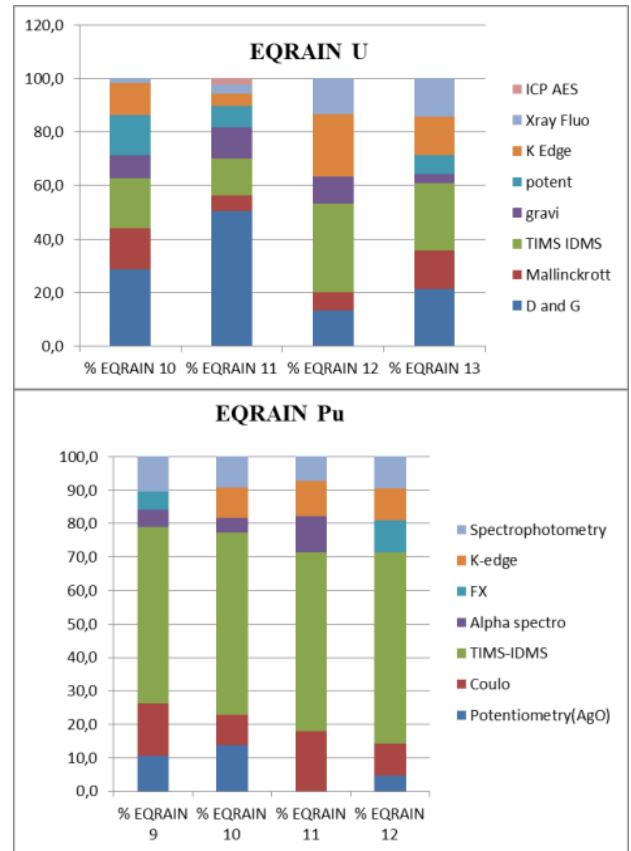 EQRAIN U
120,0
100,0
80,0
60,0
40,0
20,0
0,0
% EQRAIN 10 % EQRAIN 11 % EQRAIN 12 % EQRAIN 13
ICP AES
Xray Fluo
K Edge
potent
gravi
TIMS IDMS
Mallinckrott
D and G
EQRAIN Pu
100,0
90,0
80,0
70,0
60,0
50,0
40,0
30,0
20,0
10,0
0,0
% EQRAIN % EQRAIN % EQRAIN % EQRAIN
9 10 11 12
Spectrophotometry
K-edge
FX
Alpha spectro
TIMS-IDMS
Coulo
Potentiometry(AgO)